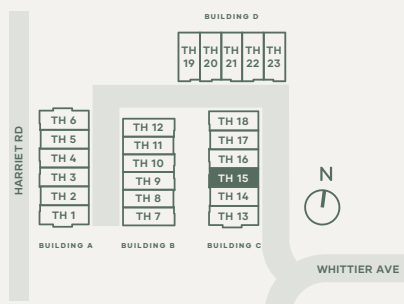 BUILDING D
TH 19
TH 20
TH 21
TH 22
TH 23
HARRIET RD
TH 6
TH 5
TH 4
TH 3
TH 2
TH 1
BUILDING A
TH 12
TH 11
TH 10
TH 9
TH 8
TH 7
BUILDING B
TH 18
TH 17
TH 16
TH 15
TH 14
TH 13
BUILDING C
N
WHITTIER AVE